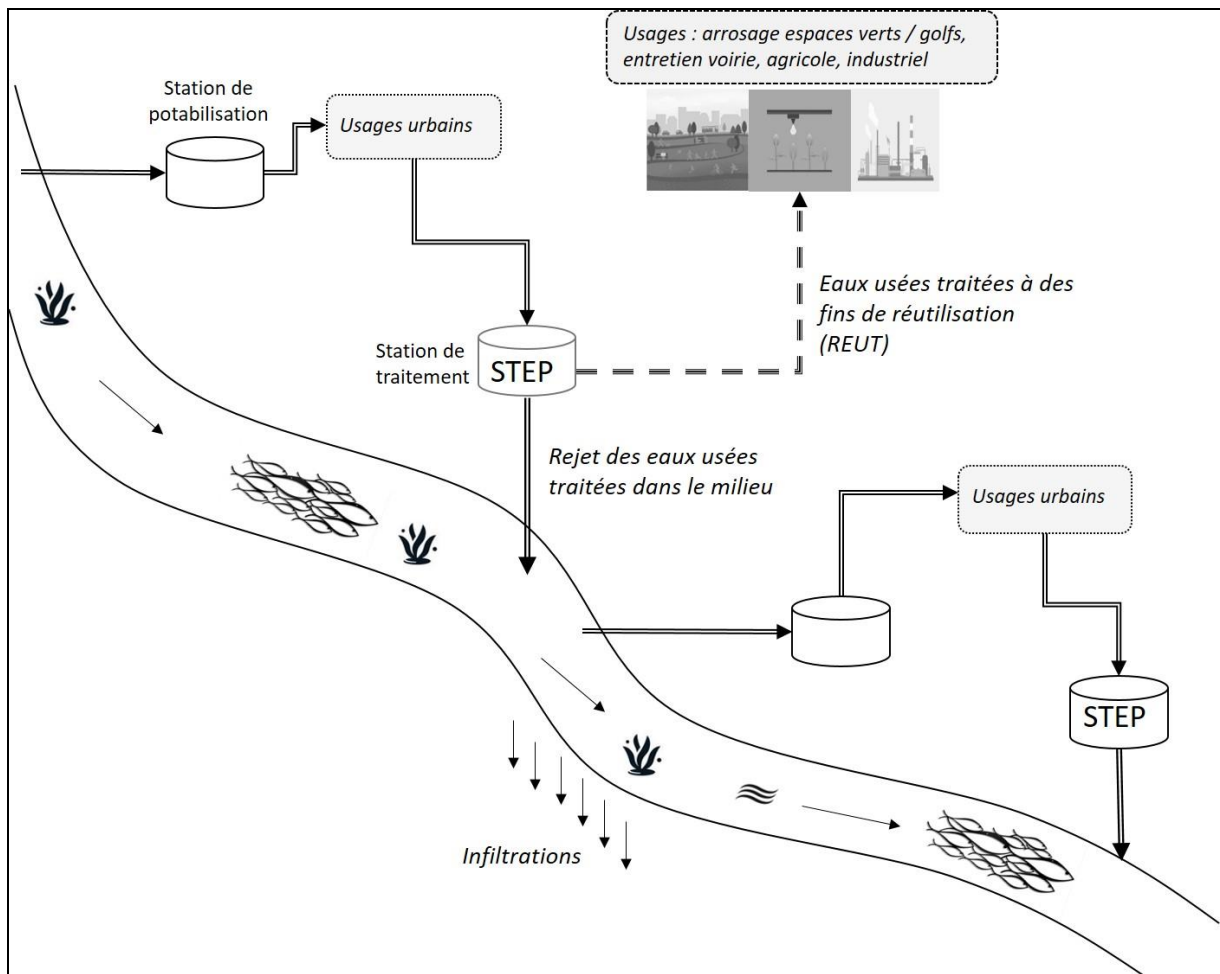 Usages : arrosage espaces verts / golfs,
entretien voirie, agricole, industriel
Station de
potabilisation
Usages urbains
Eaux usées traitées à des
fins de réutilisation
(REUT)
Station de
traitement
STEP
Rejet des eaux usées
traitées dans le milieu
Usages urbains
STEP
Infiltrations